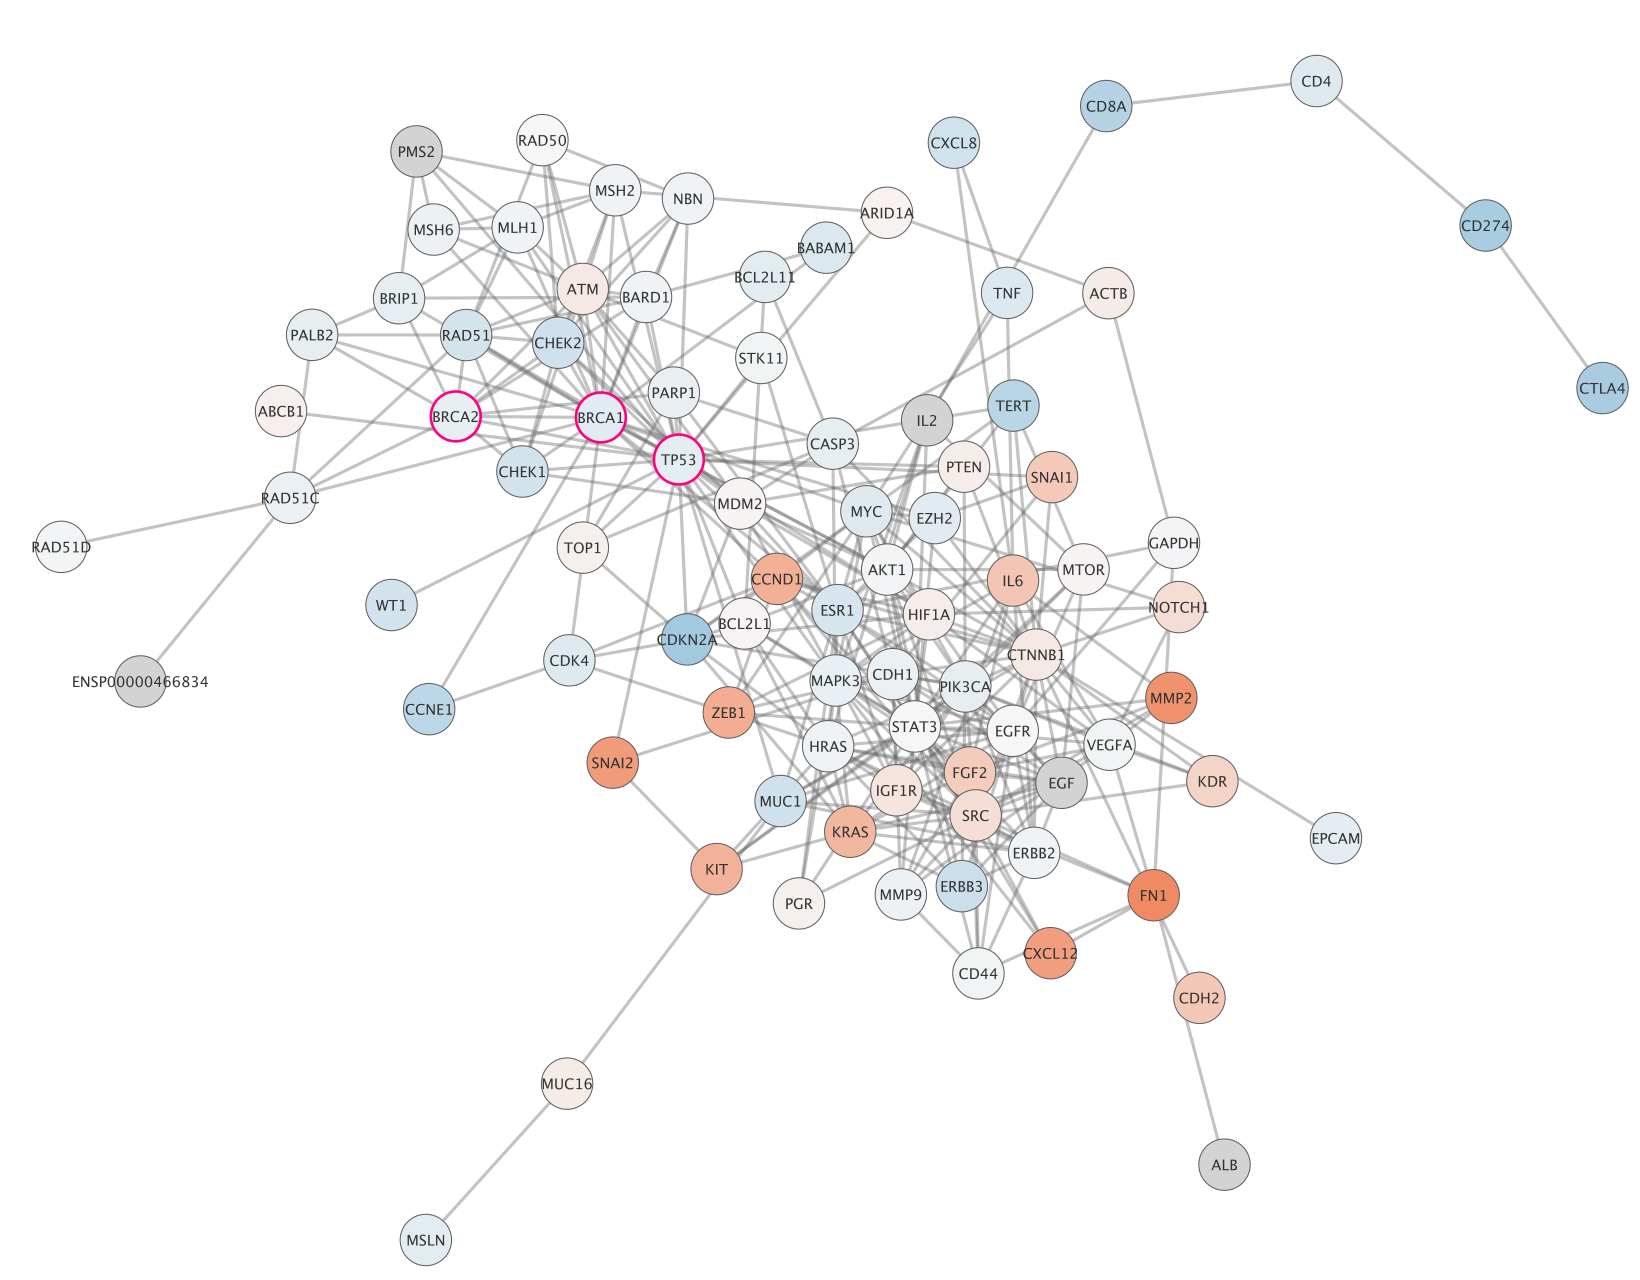 CD4
CD8A
CXCL8
RAD50
PMS2
MSH2
NBN
ARID1A
CD274
MSH6
MLH1
BABAM1
BCL2L11
ATM
TNF
ACTB
BRIP1
BARD1
PALB2
RAD51
CHEK2
STK11
CTLA4
PARP1
TERT
ABCB1
BRCA2
BRCA1
IL2
CASP3
TP53
PTEN
CHEK1
SNAI1
RAD51C
MDM2
MYC
EZH2
RAD51D
TOP1
GAPDH
AKT1
MTOR
CCND1
IL6
WT1
ESR1
HIF1A
NOTCH1
BCL2L1
CDKN2A
CTNNB1
CDK4
CDH1
ENSP00000466834
MAPK3
PIK3CA
MMP2
CCNE1
ZEB1
STAT3
EGFR
HRAS
VEGFA
SNAI2
FGF2
EGF
KDR
IGF1R
MUC1
SRC
KRAS
EPCAM
ERBB2
KIT
ERBB3
MMP9
FN1
PGR
CXCL12
CD44
CDH2
MUC16
ALB
MSLN